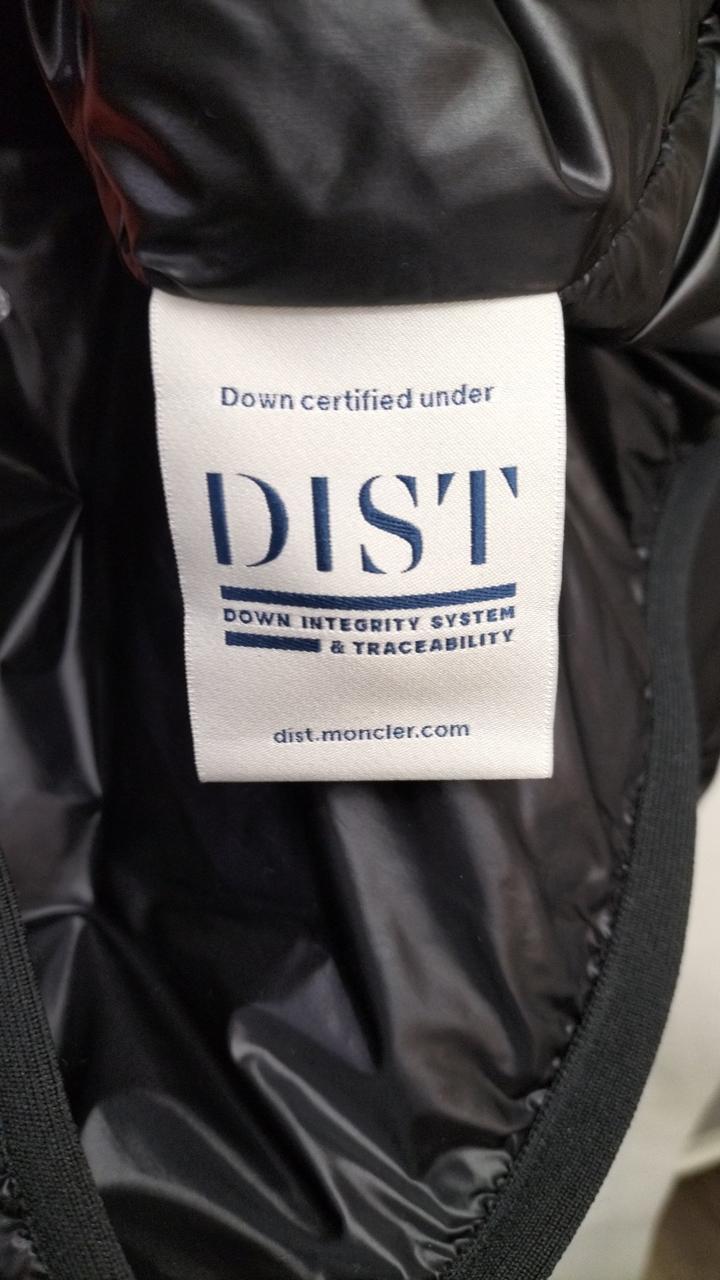 Down certified under
DIST
DOWN INTEGRITY SYSTEM
& TRACEABILITY
dist.moncler.com